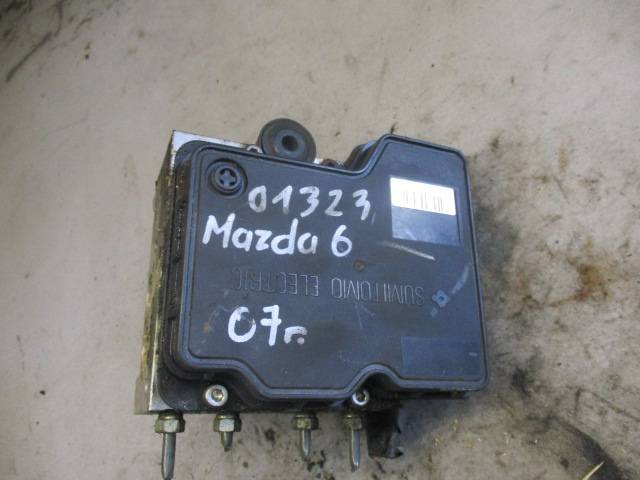 01323
Mazda 6
SUMITOMO ELECTRIC
07г.